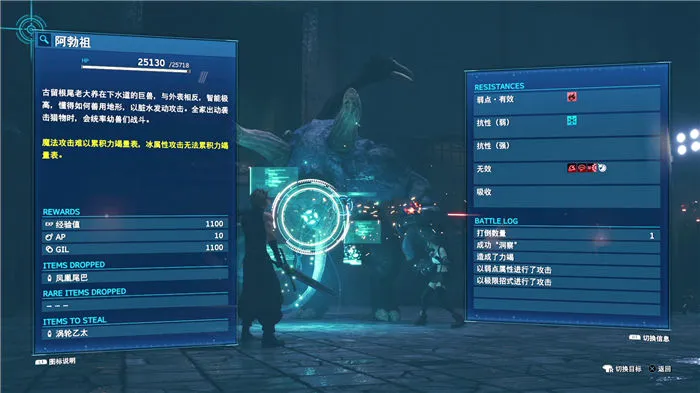 阿勃祖
HP 25130 /25718
古留根尾老大养在下水道的巨兽，与外表相反，智能极
高，懂得如何善用地形，以脏水发动攻击。全家出动袭
击猎物时，会统率幼兽们战斗。
魔法攻击难以累积力竭量表，冰属性攻击无法累积力竭
量表。
REWARDS
EXP 经验值 1100
AP 10
GIL 1100
ITEMS DROPPED
凤凰尾巴
RARE ITEMS DROPPED
– – –
ITEMS TO STEAL
涡轮乙太
图标说明
RESISTANCES
弱点・有效
抗性（弱）
抗性（强）
无效
吸收
BATTLE LOG
打倒数量 1
成功“洞察”
造成了力竭
以弱点属性进行了攻击
以极限招式进行了攻击
切换信息
切换目标
返回